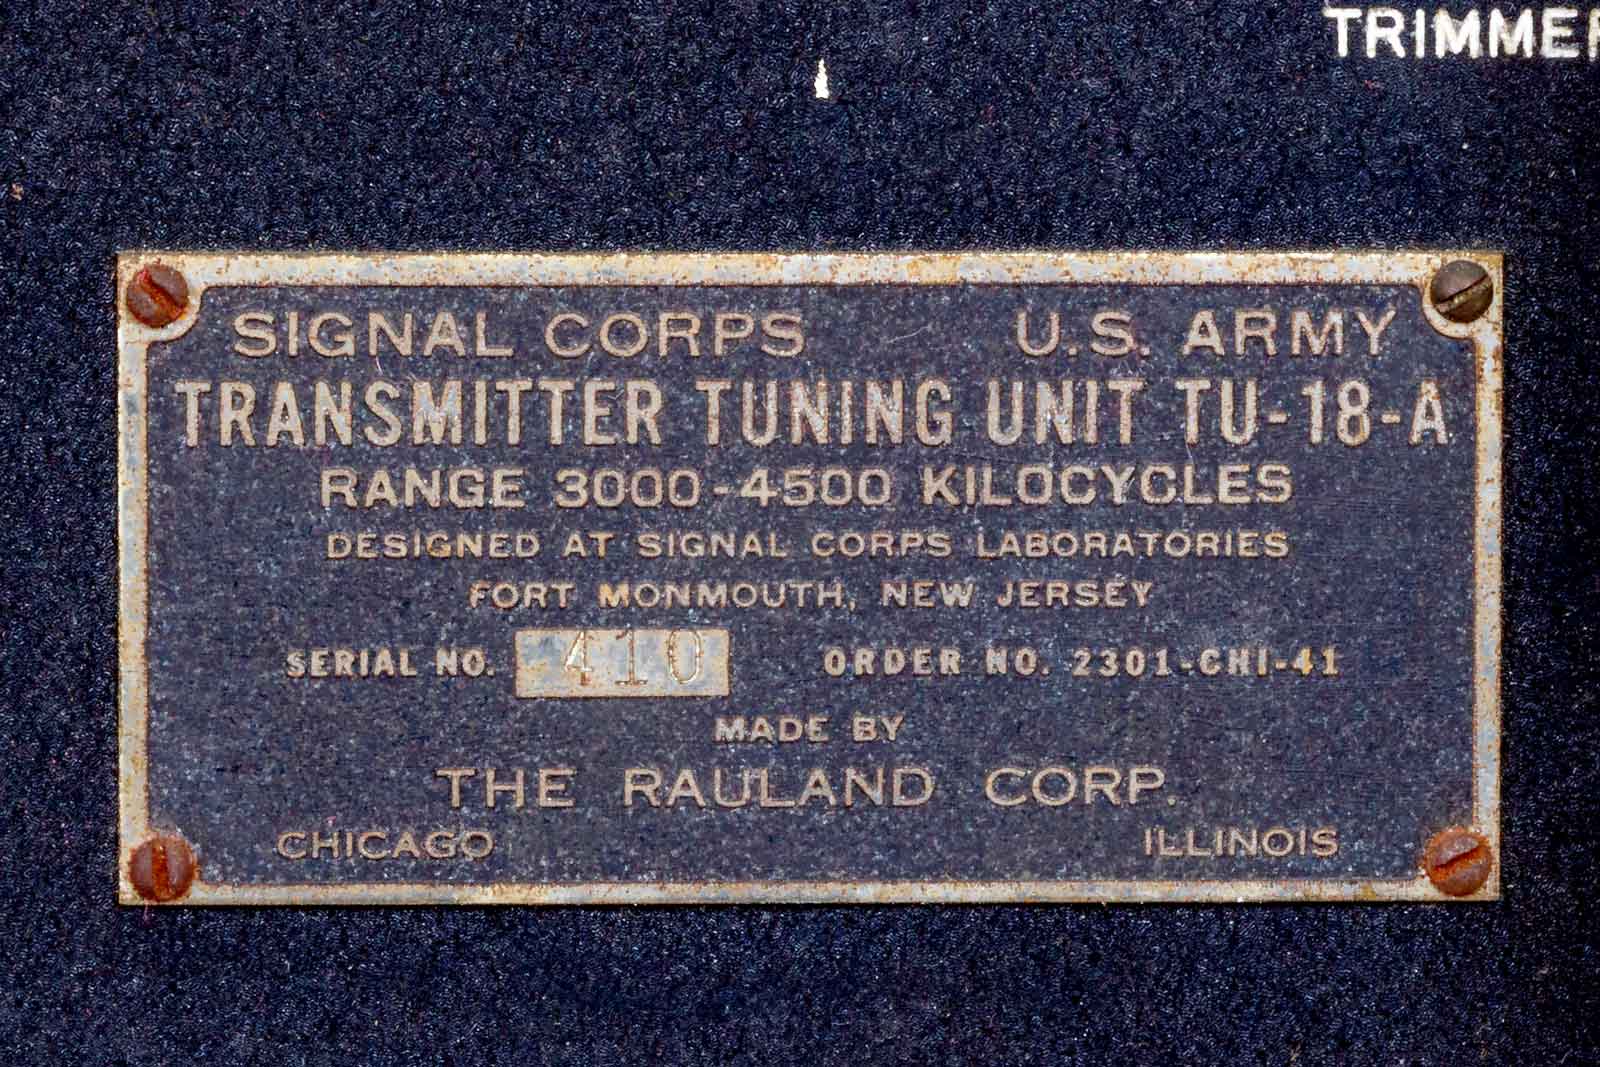 TRIMMER
SIGNAL CORPS U.S. ARMY
TRANSMITTER TUNING UNIT TU-18-A
RANGE 3000-4500 KILOCYCLES
DESIGNED AT SIGNAL CORPS LABORATORIES
FORT MONMOUTH, NEW JERSEY
SERIAL NO. 410 ORDER NO. 2301-CHI-41
MADE BY
THE RAULAND CORP.
CHICAGO ILLINOIS